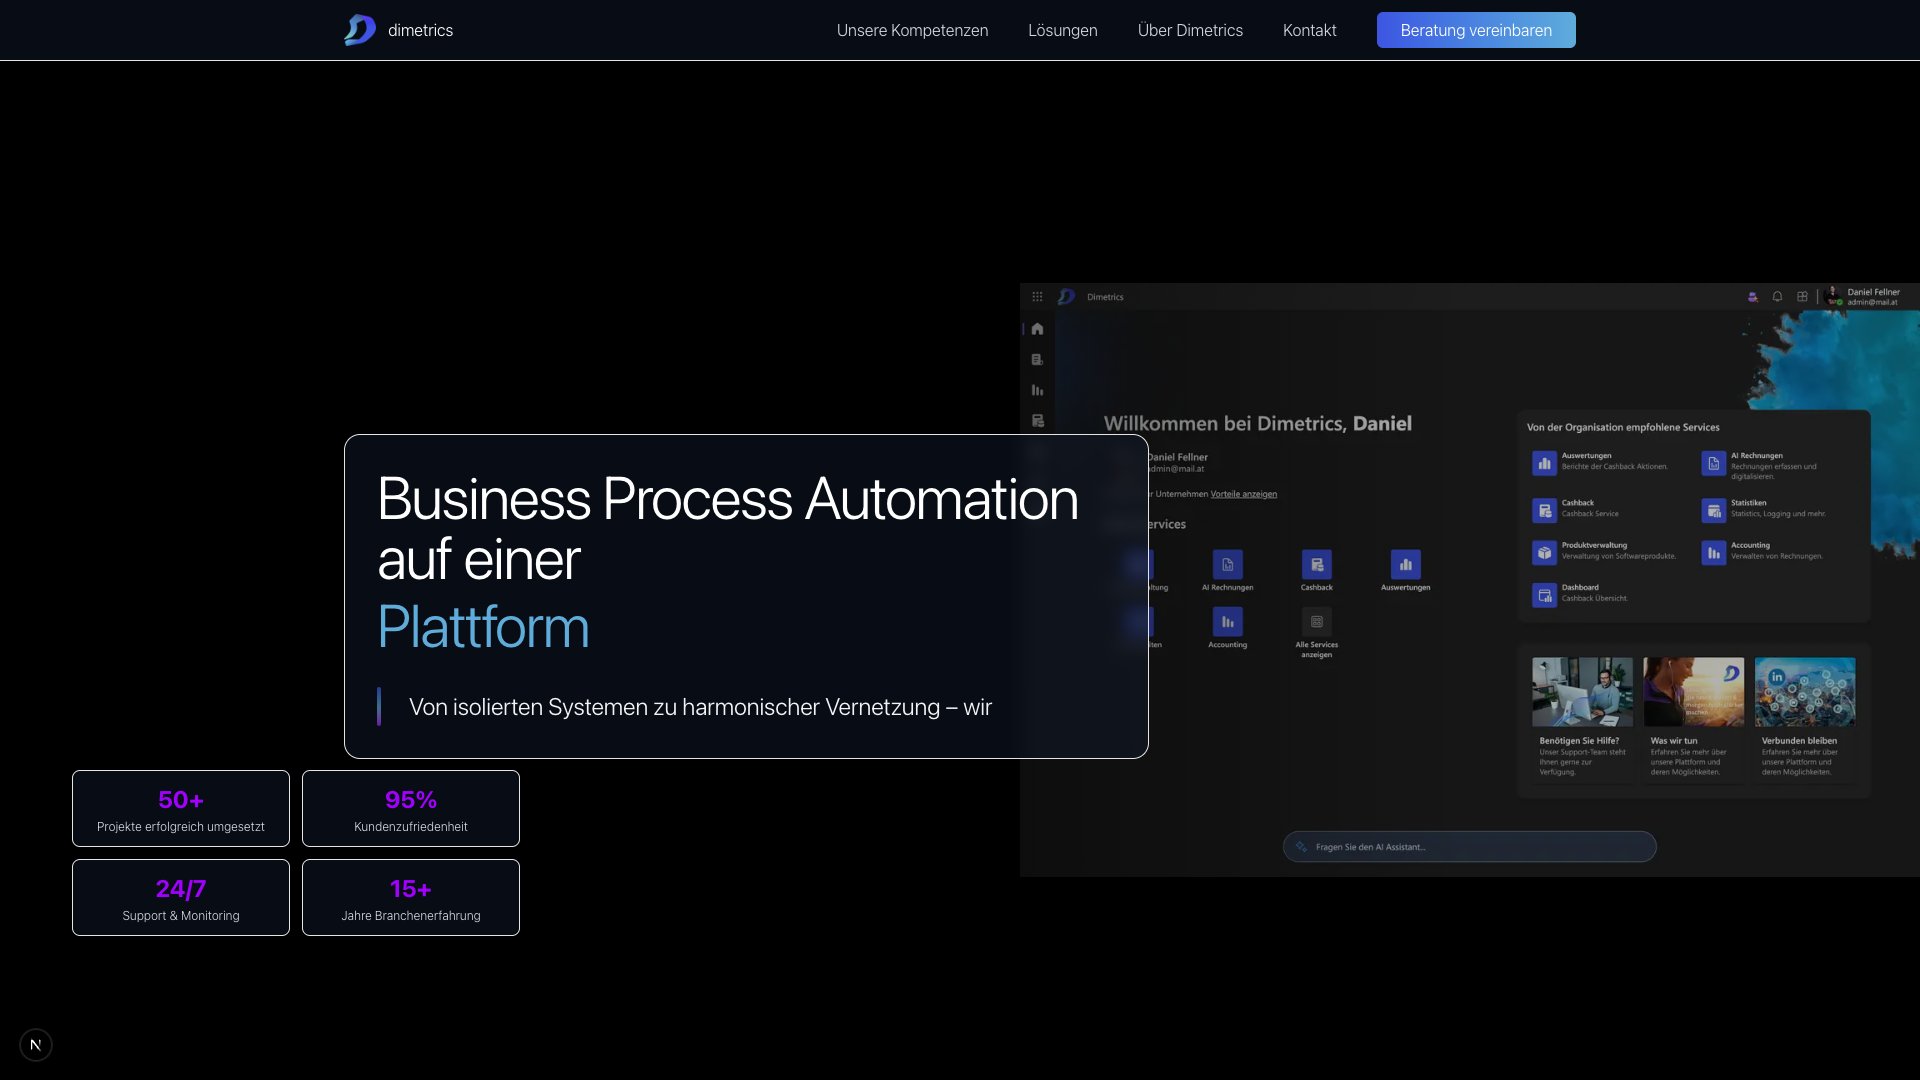 dimetrics
Unsere Kompetenzen
Lösungen
Über Dimetrics
Kontakt
Beratung vereinbaren
Business Process Automation
auf einer
Plattform
Von isolierten Systemen zu harmonischer Vernetzung – wir
50+
Projekte erfolgreich umgesetzt
95%
Kundenzufriedenheit
24/7
Support & Monitoring
15+
Jahre Branchenerfahrung
Dimetrics
Daniel Fellner
admin@mail.at
Willkommen bei Dimetrics, Daniel
Daniel Fellner
admin@mail.at
Unternehmen Vorteile anzeigen
AI Rechnungen
Cashback
Auswertungen
Accounting
Alle Services
anzeigen
Von der Organisation empfohlene Services
Auswertungen
Berichte der Cashback Aktionen.
AI Rechnungen
Rechnungen erfassen und
digitalisieren.
Cashback
Cashback Service
Statistiken
Statistics, Logging und mehr.
Produktverwaltung
Verwaltung von Softwareprodukte.
Accounting
Verwalten von Rechnungen.
Dashboard
Cashback Übersicht.
in
Benötigen Sie Hilfe?
Unser Support-Team steht
Ihnen gerne zur
Verfügung.
Was wir tun
Erfahren Sie mehr über
unsere Plattform und
deren Möglichkeiten.
Verbunden bleiben
Erfahren Sie mehr über
unsere Plattform und
deren Möglichkeiten.
Fragen Sie den AI Assistant...
N